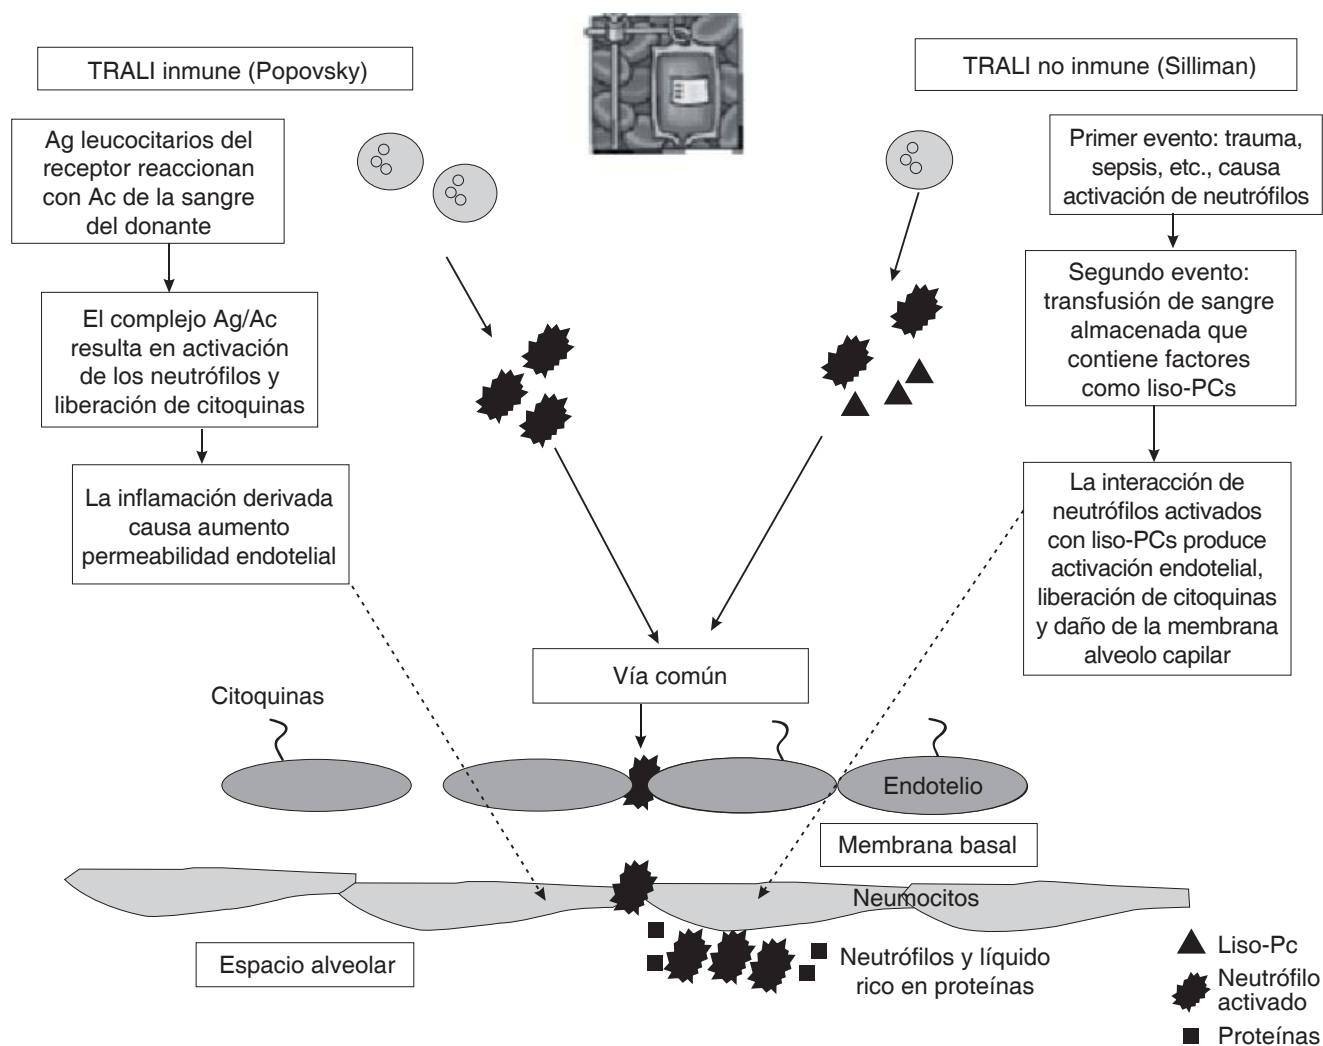 TRALI inmune (Popovsky)
Ag leucocitarios del
receptor reaccionan
con Ac de la sangre
del donante
El complejo Ag/Ac
resulta en activación
de los neutrófilos y
liberación de citoquinas
La inflamación derivada
causa aumento
permeabilidad endotelial
TRALI no inmune (Silliman)
Primer evento: trauma,
sepsis, etc., causa
activación de neutrófilos
Segundo evento:
transfusión de sangre
almacenada que
contiene factores
como liso-PCs
La interacción de
neutrófilos activados
con liso-PCs produce
activación endotelial,
liberación de citoquinas
y daño de la membrana
alveolo capilar
Vía común
Citoquinas
Endotelio
Membrana basal
Neumocitos
Espacio alveolar
Neutrófilos y líquido
rico en proteínas
Liso-Pc
Neutrófilo
activado
Proteínas